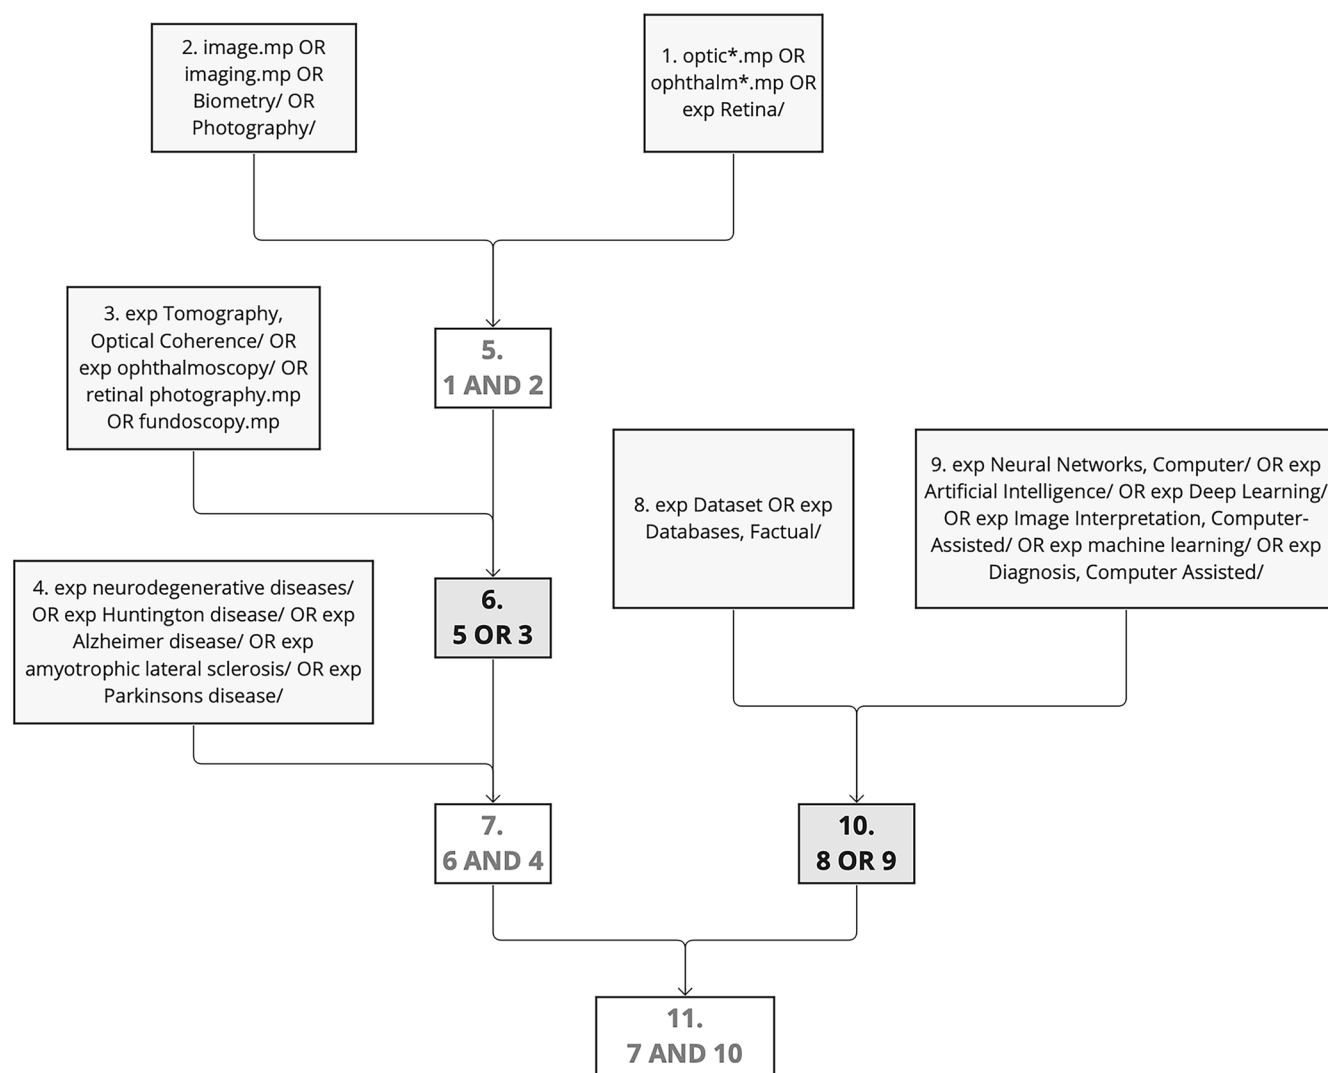 2. image.mp OR
imaging.mp OR
Biometry/ OR
Photography/
1. optic*.mp OR
ophthalm*.mp OR
exp Retina/
3. exp Tomography,
Optical Coherence/ OR
exp ophthalmoscopy/ OR
retinal photography.mp
OR fundoscopy.mp
5.
1 AND 2
8. exp Dataset OR exp
Databases, Factual/
9. exp Neural Networks, Computer/ OR exp
Artificial Intelligence/ OR exp Deep Learning/
OR exp Image Interpretation, Computer-
Assisted/ OR exp machine learning/ OR exp
Diagnosis, Computer Assisted/
4. exp neurodegenerative diseases/
OR exp Huntington disease/ OR exp
Alzheimer disease/ OR exp
amyotrophic lateral sclerosis/ OR exp
Parkinsons disease/
6.
5 OR 3
7.
6 AND 4
10.
8 OR 9
11.
7 AND 10